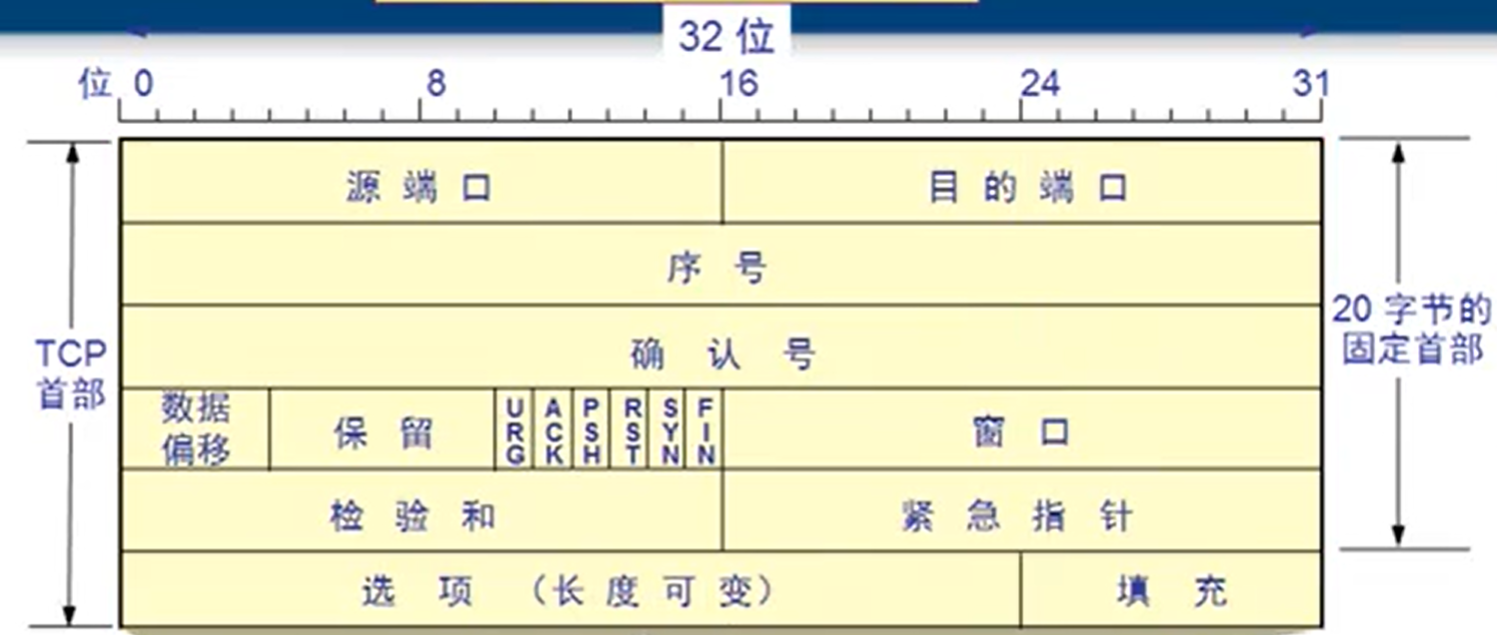 32 位
位 0 8 16 24 31
源端口 目的端口
序号
确认号
TCP
首部
20 字节的
固定首部
数据
偏移
保留
URG
ACK
PSH
RST
SYN
FIN
窗口
检验和 紧急指针
选项（长度可变） 填充